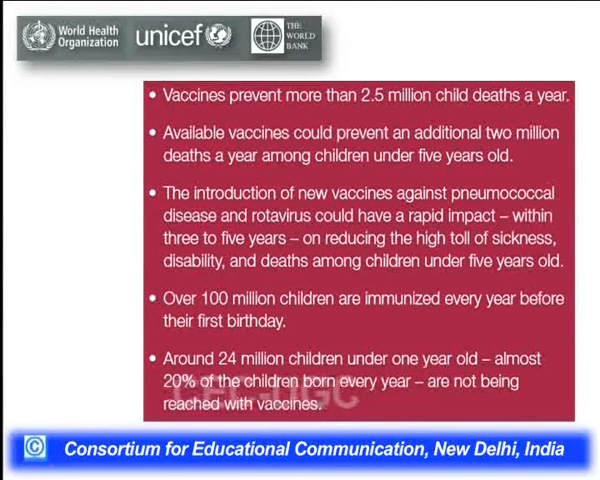 World Health
Organization
unicef
THE
WORLD
BANK
• Vaccines prevent more than 2.5 million child deaths a year.
• Available vaccines could prevent an additional two million
deaths a year among children under five years old.
• The introduction of new vaccines against pneumococcal
disease and rotavirus could have a rapid impact – within
three to five years – on reducing the high toll of sickness,
disability, and deaths among children under five years old.
• Over 100 million children are immunized every year before
their first birthday.
• Around 24 million children under one year old – almost
20% of the children born every year – are not being
reached with vaccines.
CEC-UGC
© Consortium for Educational Communication, New Delhi, India